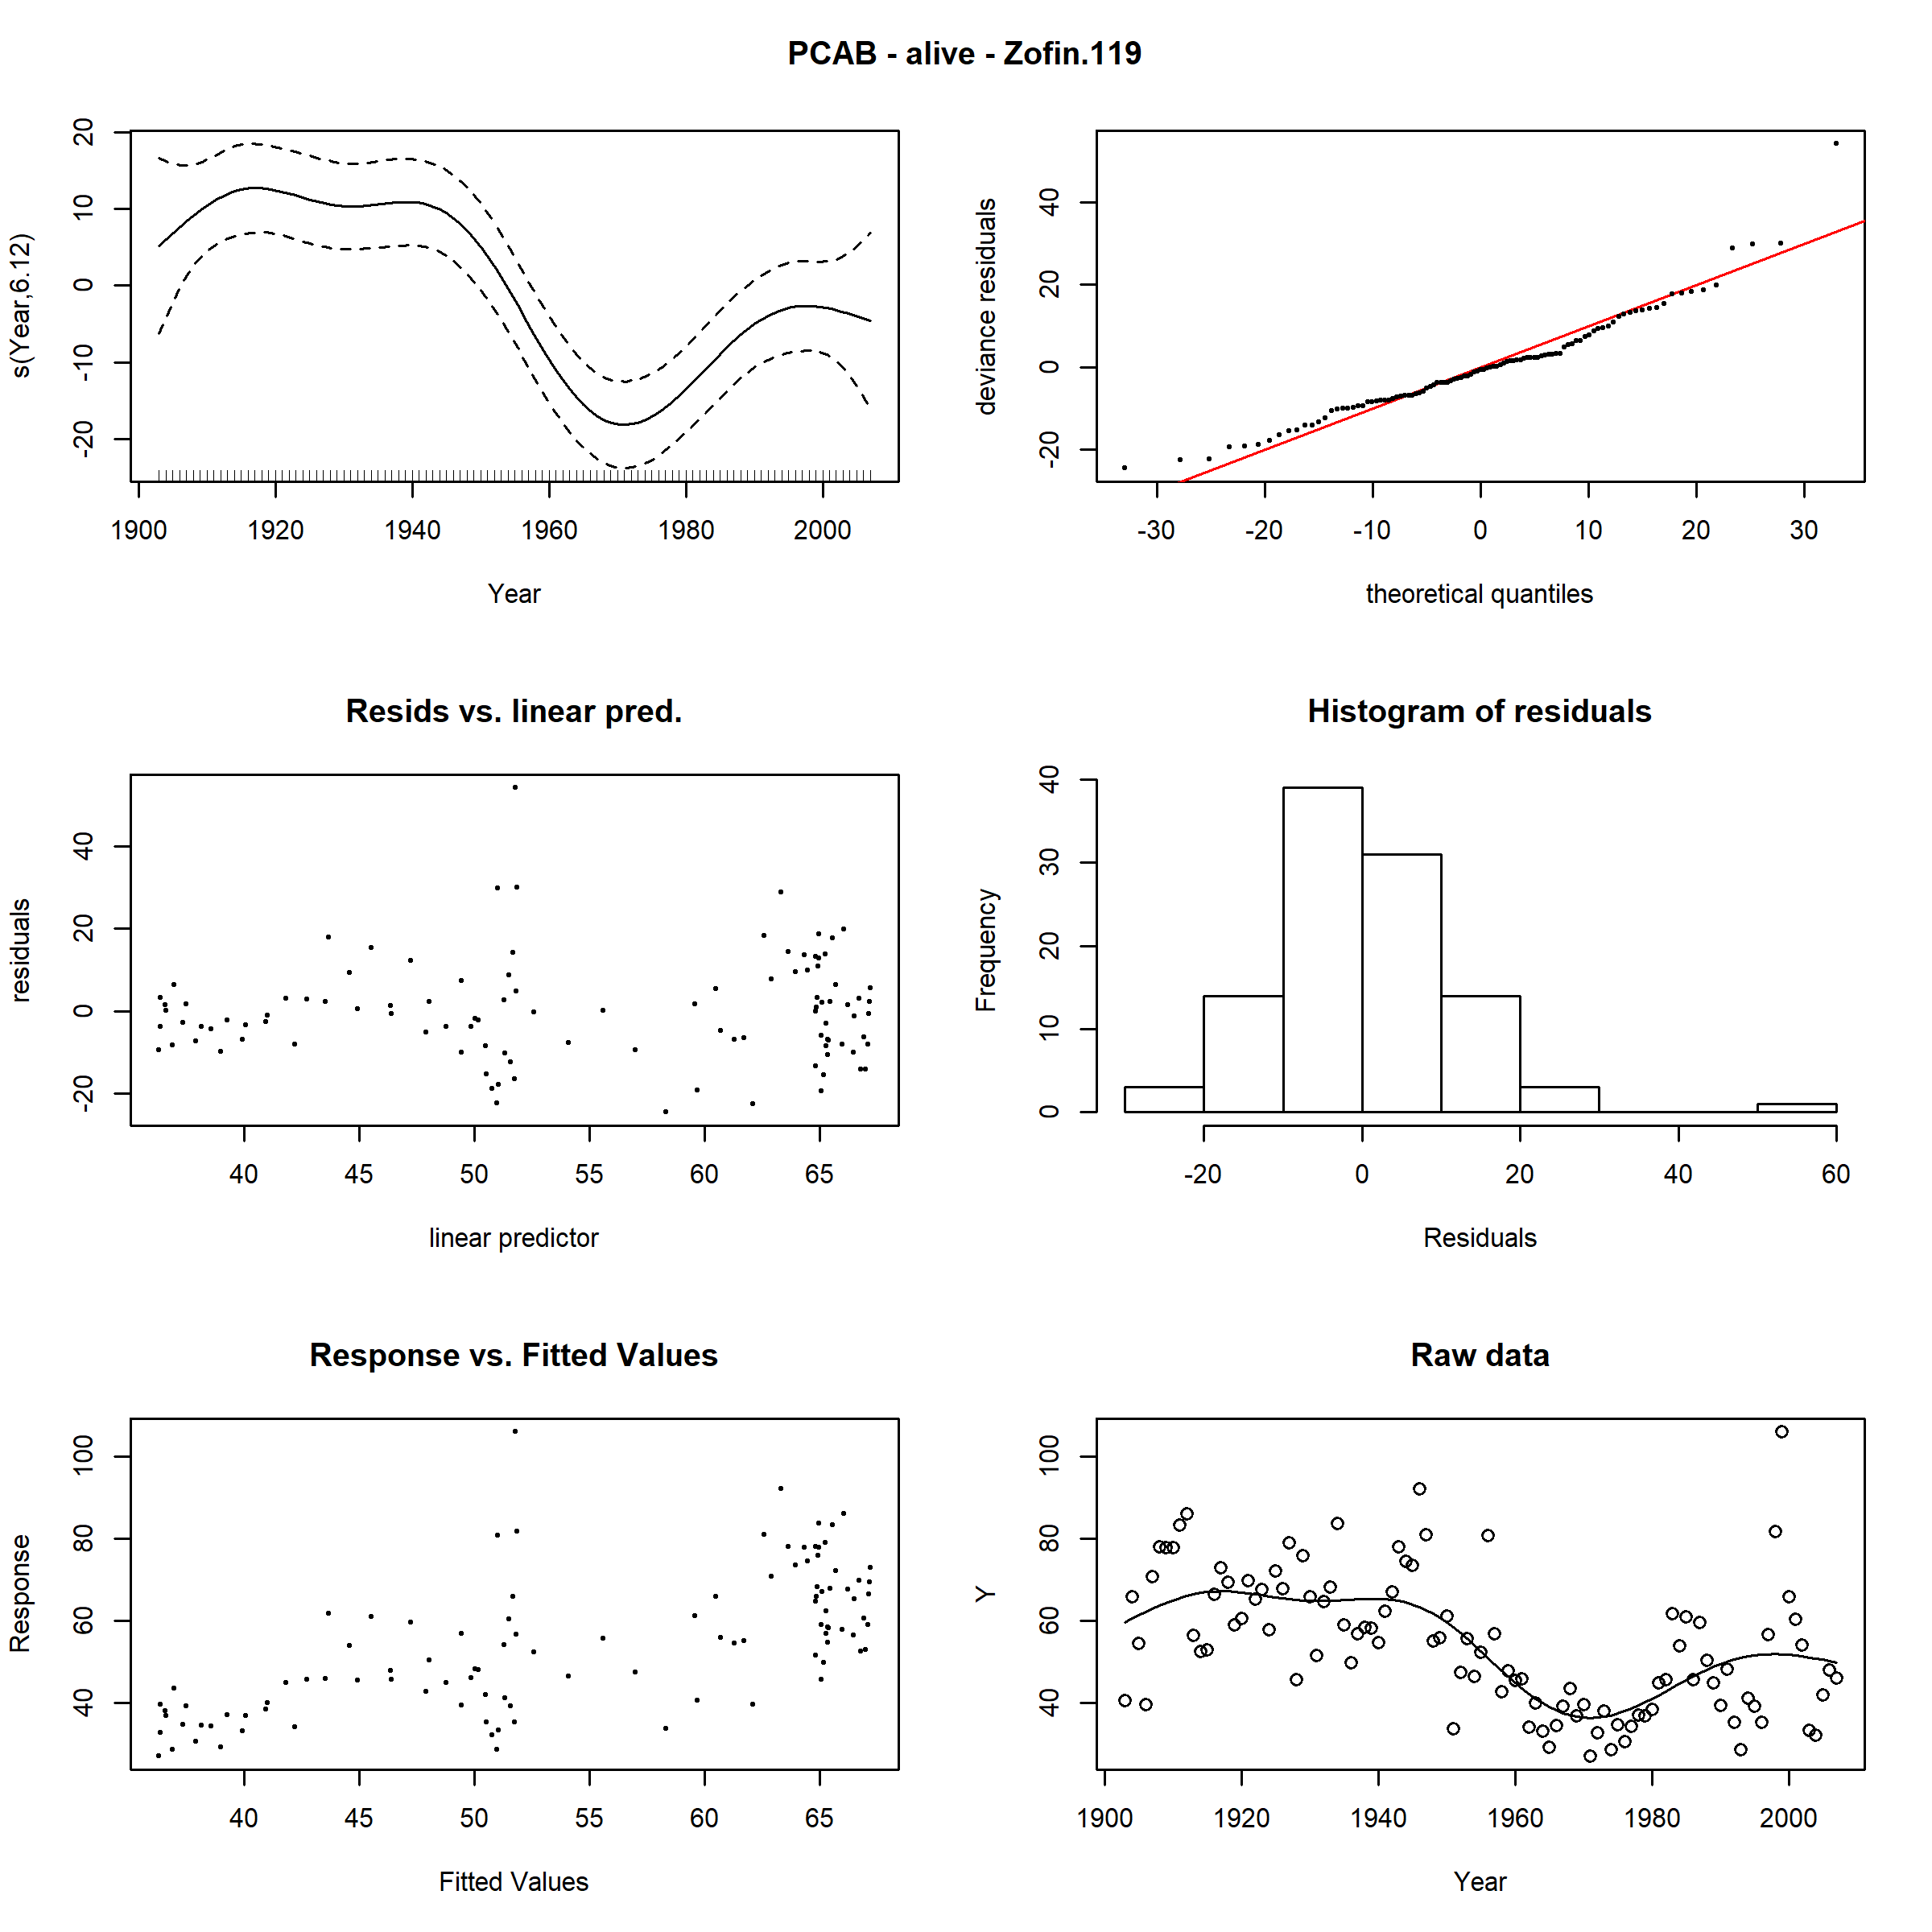 PCAB - alive - Zofin.119
s(Year,6.12)
20
10
0
-10
-20
1900 1920 1940 1960 1980 2000
Year
deviance residuals
40
20
0
-20
-30 -20 -10 0 10 20 30
theoretical quantiles
Resids vs. linear pred.
residuals
40
20
0
-20
40 45 50 55 60 65
linear predictor
Histogram of residuals
Frequency
40
30
20
10
0
-20 0 20 40 60
Residuals
Response vs. Fitted Values
Response
100
80
60
40
40 45 50 55 60 65
Fitted Values
Raw data
Y
100
80
60
40
1900 1920 1940 1960 1980 2000
Year